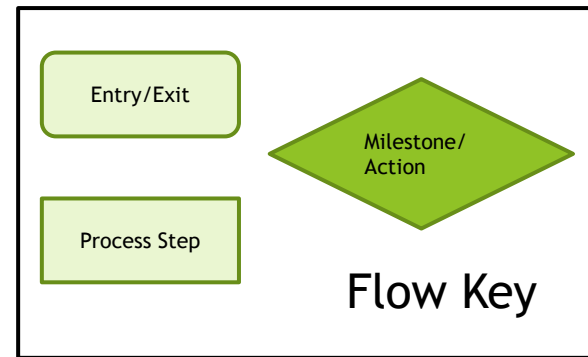 Entry/Exit
Milestone/
Action
Process Step
Flow Key